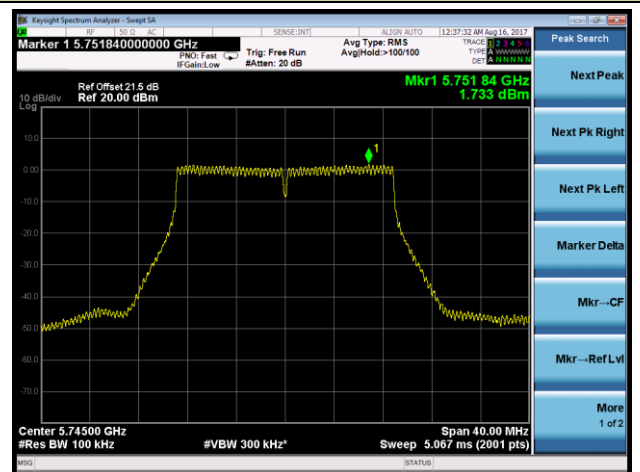 Keysight Spectrum Analyzer - Swept SA
RF 50 Ω AC SENSE:INT ALIGN AUTO 12:37:32 AM Aug 16, 2017
Marker 1 5.751840000000 GHz
PNO: Fast
IFGain:Low
Trig: Free Run
#Atten: 20 dB
Avg Type: RMS
Avg|Hold:>100/100
TRACE 1 2 3 4 5 6
TYPE A WWWWW
DET A N N N N N
Peak Search
Ref Offset 21.5 dB
10 dB/div Ref 20.00 dBm
Log
Mkr1 5.751 84 GHz
1.733 dBm
1
10.0
0.00
-10.0
-20.0
-30.0
-40.0
-50.0
-60.0
-70.0
Next Peak
Next Pk Right
Next Pk Left
Marker Delta
Mkr→CF
Mkr→Ref Lvl
More
1 of 2
Center 5.74500 GHz Span 40.00 MHz
#Res BW 100 kHz #VBW 300 kHz* Sweep 5.067 ms (2001 pts)
MSG STATUS